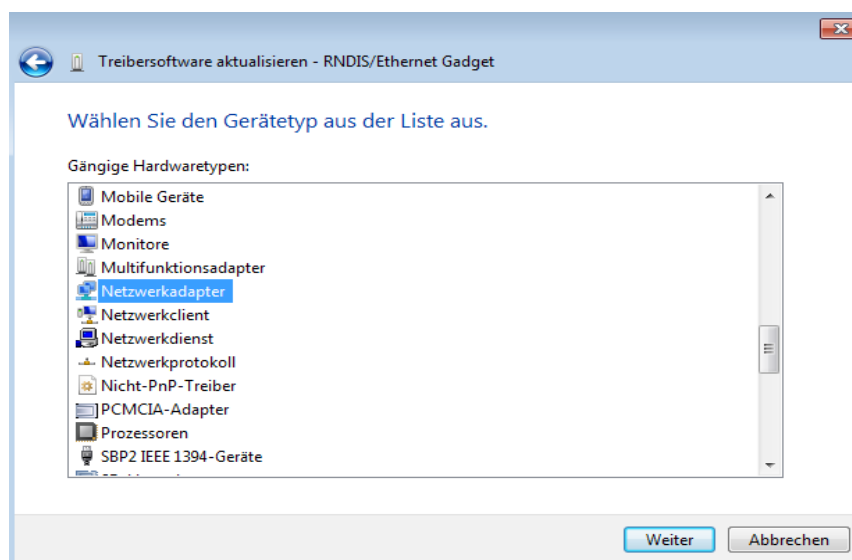 Treibersoftware aktualisieren - RNDIS/Ethernet Gadget
Wählen Sie den Gerätetyp aus der Liste aus.
Gängige Hardwaretypen:
Mobile Geräte
Modems
Monitore
Multifunktionsadapter
Netzwerkadapter
Netzwerkclient
Netzwerkdienst
Netzwerkprotokoll
Nicht-PnP-Treiber
PCMCIA-Adapter
Prozessoren
SBP2 IEEE 1394-Geräte
Weiter Abbrechen